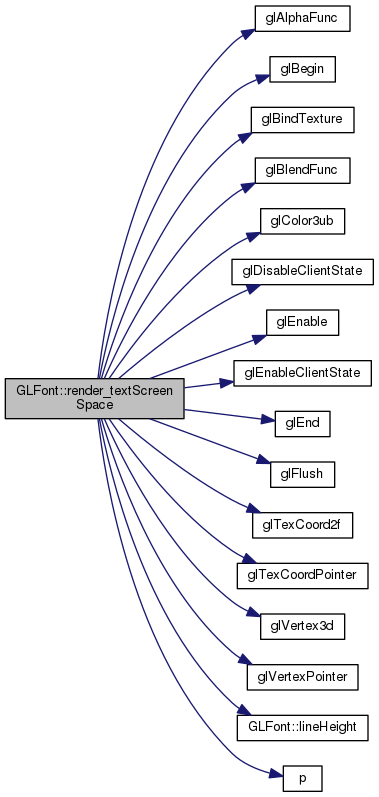 glAlphaFunc
glBegin
glBindTexture
glBlendFunc
glColor3ub
glDisableClientState
glEnable
glEnableClientState
GLFont::render_textScreen
Space
glEnd
glFlush
glTexCoord2f
glTexCoordPointer
glVertex3d
glVertexPointer
GLFont::lineHeight
p